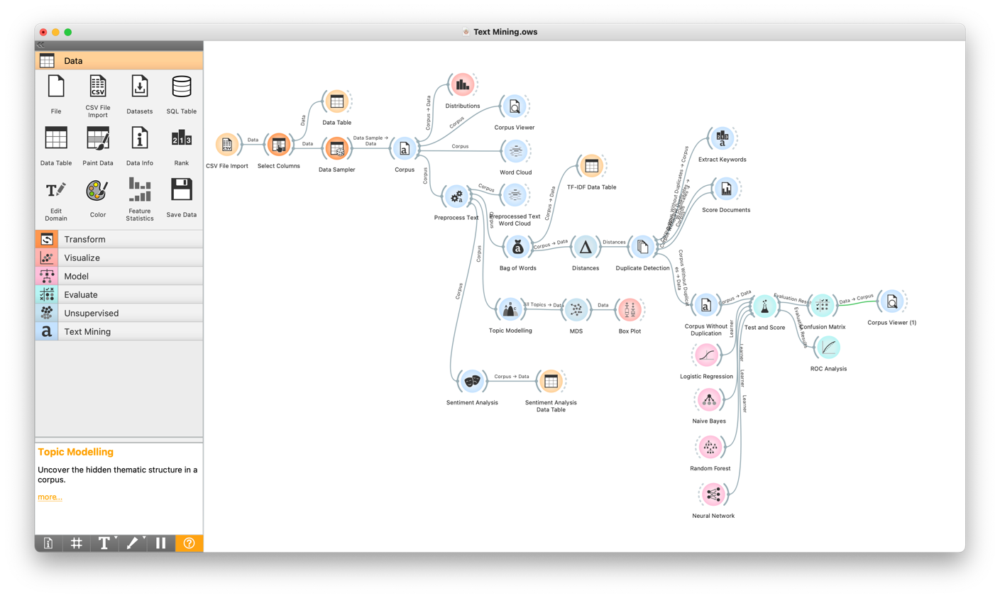 Text Mining.ows
Data
File
CSV File
Import
Datasets
SQL Table
Data Table
Paint Data
Data Info
Rank
Edit
Domain
Color
Feature
Statistics
Save Data
Transform
Visualize
Model
Evaluate
Unsupervised
Text Mining
Topic Modelling
Uncover the hidden thematic structure in a
corpus.
more...
CSV File Import
Data
Select Columns
Data
Data Table
Data
Data Sampler
Data Sample →
Data
Corpus
Corpus → Data
Distributions
Corpus
Corpus Viewer
Corpus
Word Cloud
Corpus
Preprocess Text
Corpus
Preprocessed Text
Word Cloud
Corpus
Bag of Words
Corpus → Data
TF-IDF Data Table
Corpus → Data
Distances
Distances
Duplicate Detection
Corpus Without Duplicates → Corpus
Extract Keywords
Score Documents
Corpus Without Duplicat
es → Data
Corpus Without
Duplication
Corpus → Data
Test and Score
Evaluation Resu
Confusion Matrix
Data → Corpus
Corpus Viewer (1)
Evaluation Results
ROC Analysis
Corpus
Topic Modelling
All Topics → Data
MDS
Data
Box Plot
Corpus
Sentiment Analysis
Corpus → Data
Sentiment Analysis
Data Table
Learner
Logistic Regression
Learner
Naive Bayes
Learner
Random Forest
Learner
Neural Network